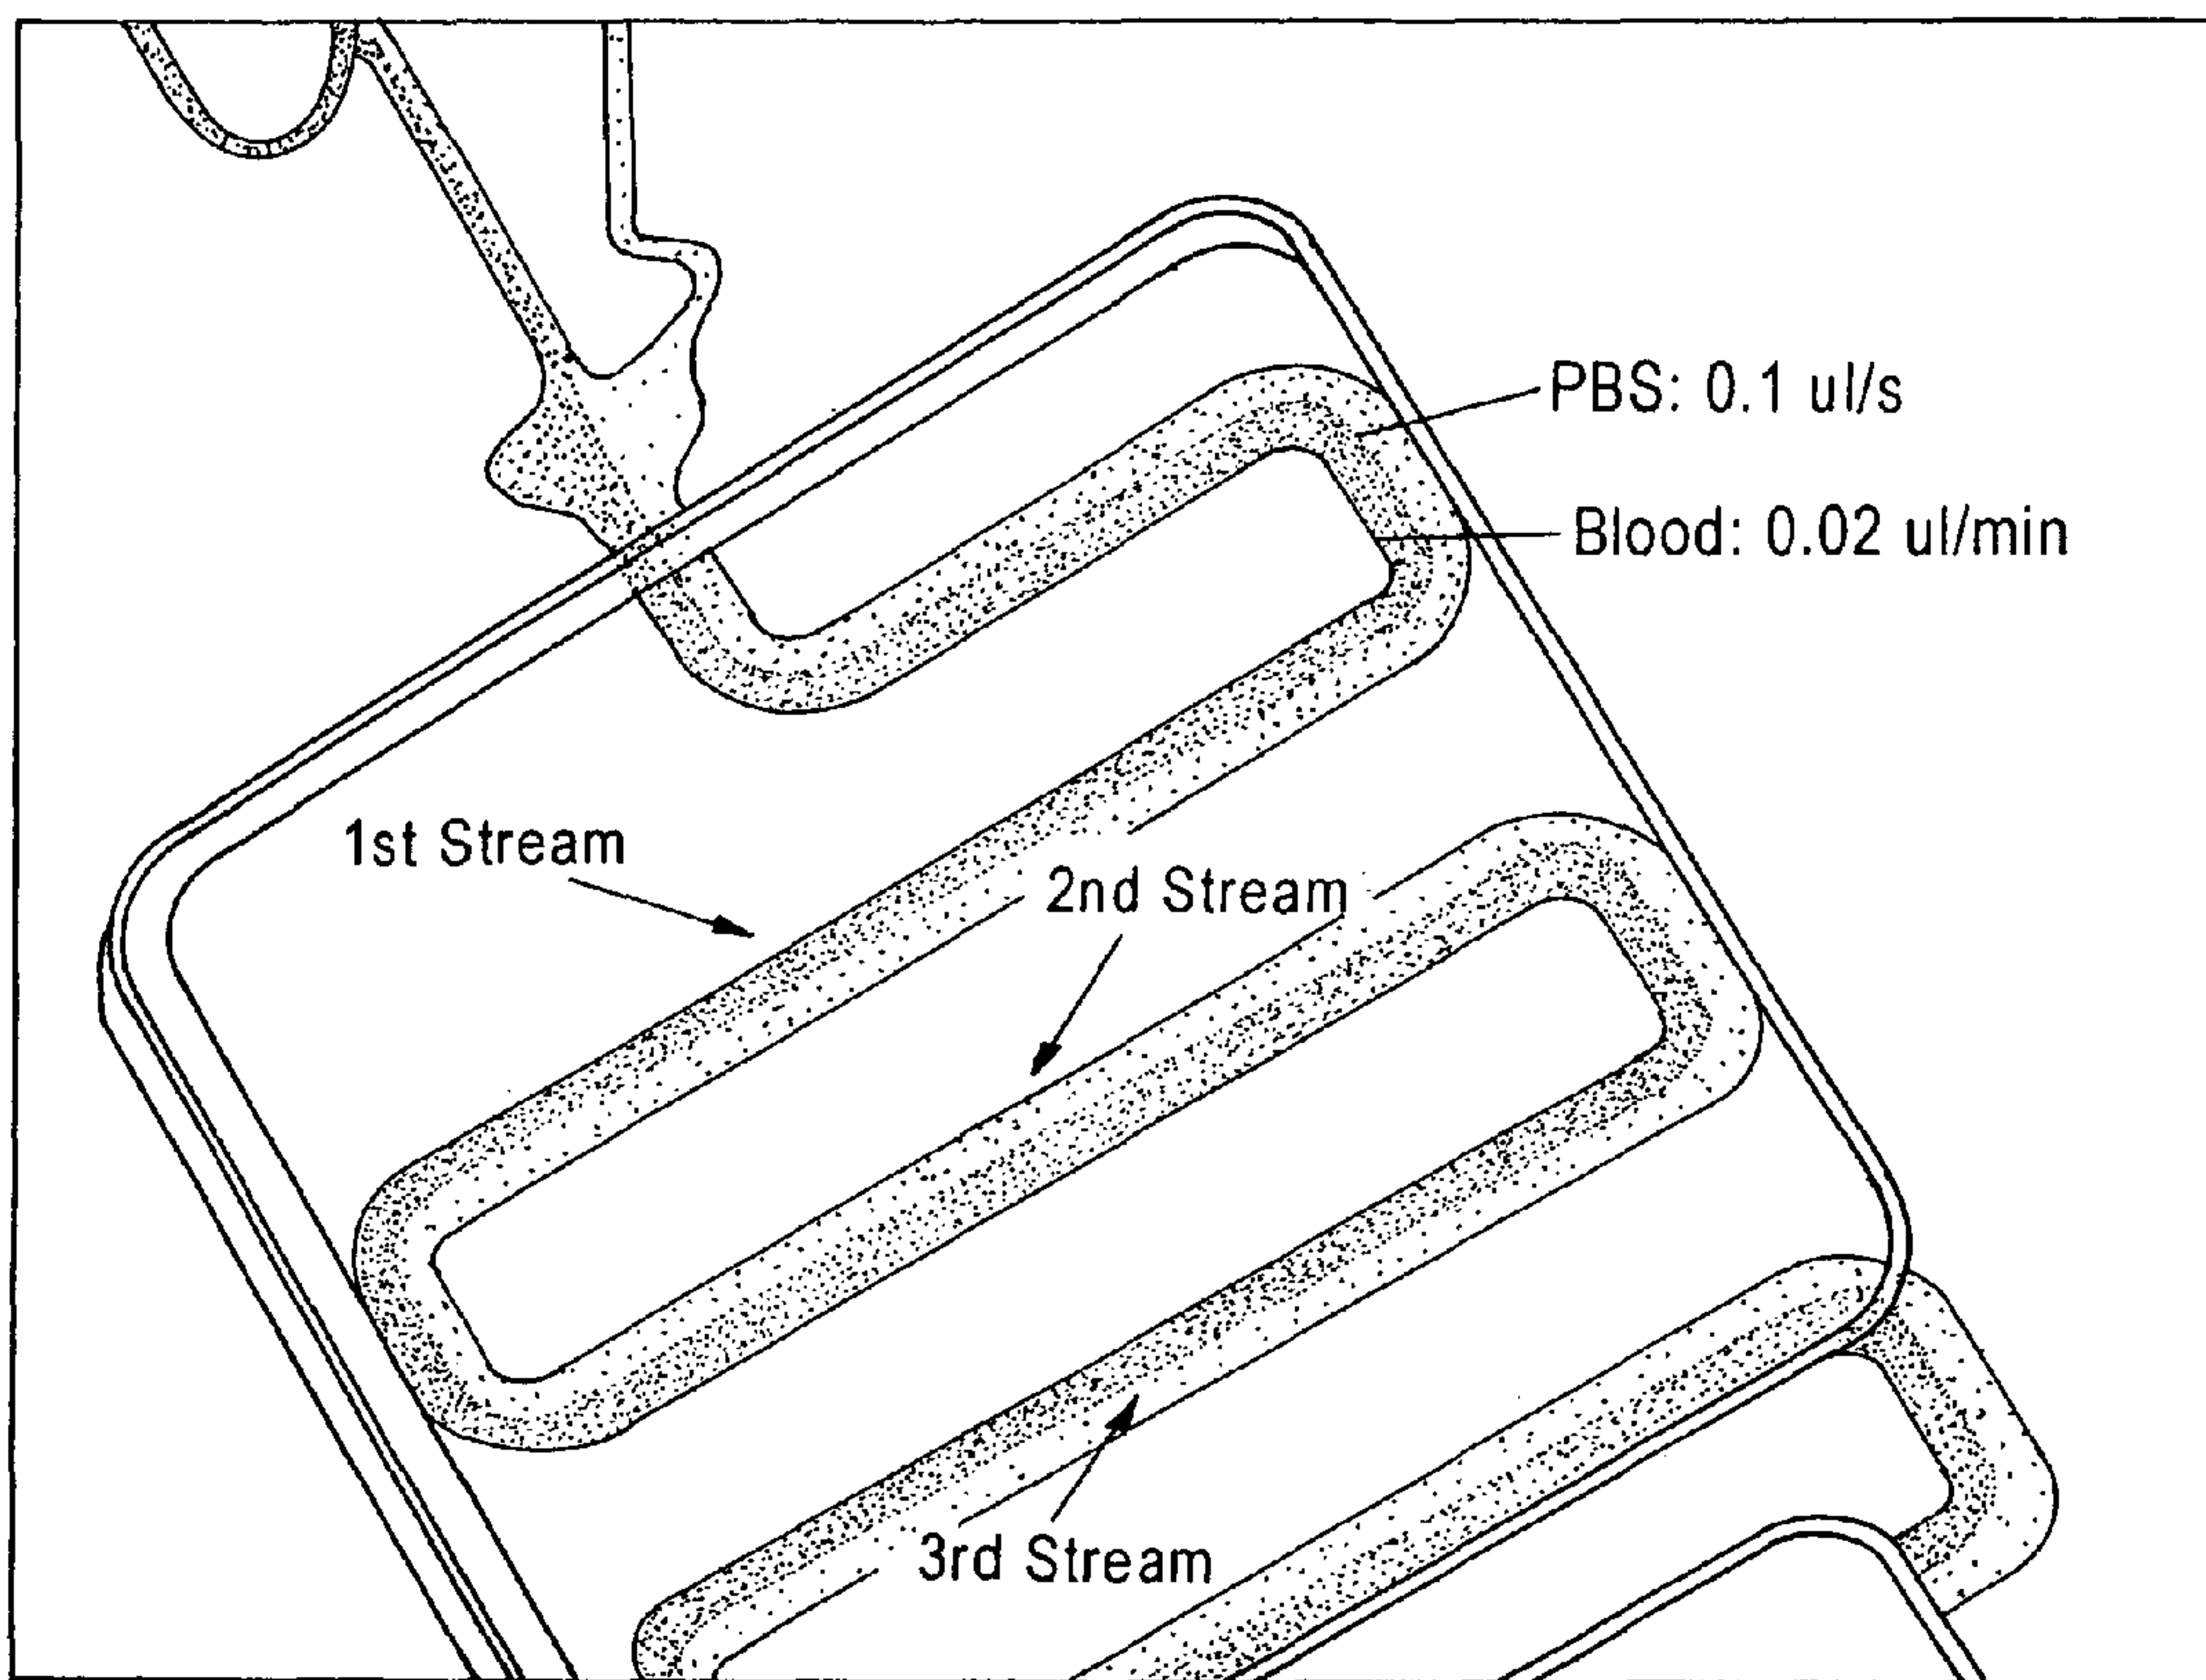 PBS: 0.1 ul/s
Blood: 0.02 ul/min
1st Stream
2nd Stream
3rd Stream